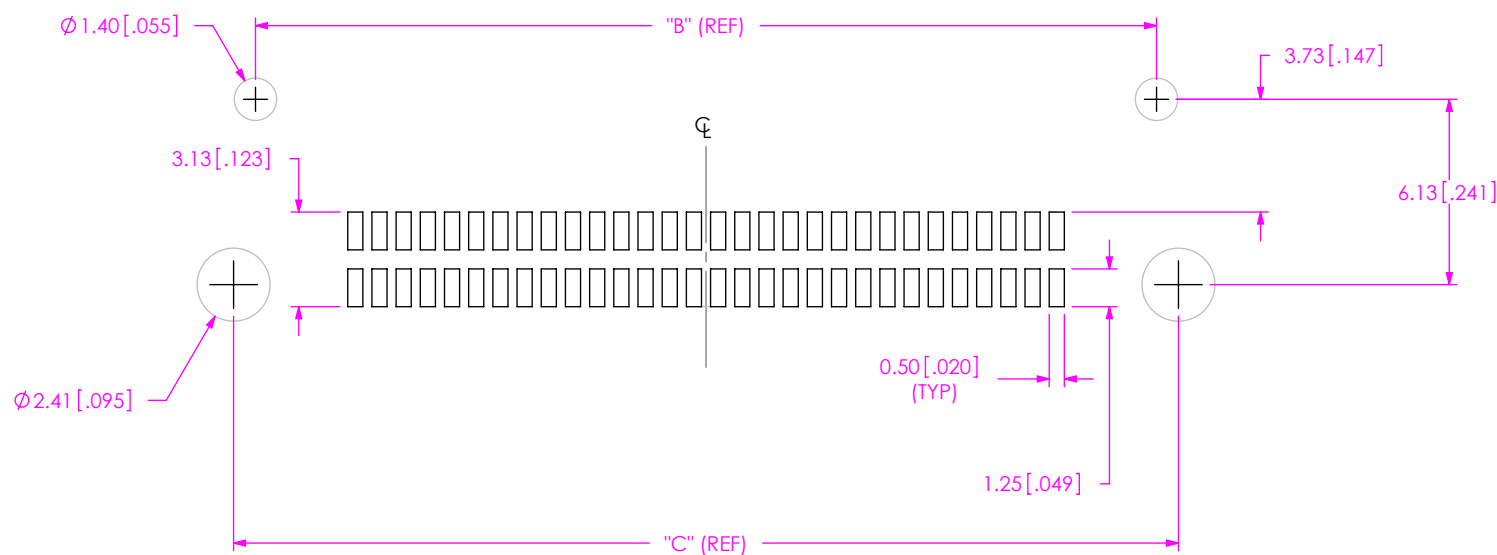 Ø1.40[.055]
"B" (REF)
3.73[.147]
℄
3.13[.123]
6.13[.241]
0.50[.020]
(TYP)
Ø2.41[.095]
1.25[.049]
"C" (REF)